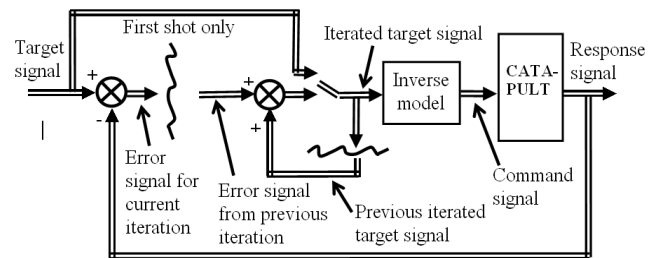 First shot only
Target
signal
+
-
Error
signal for
current
iteration
+
+
Error signal
from previous
iteration
Iterated target signal
Previous iterated
target signal
Inverse
model
CATA-
PULT
Command
signal
Response
signal